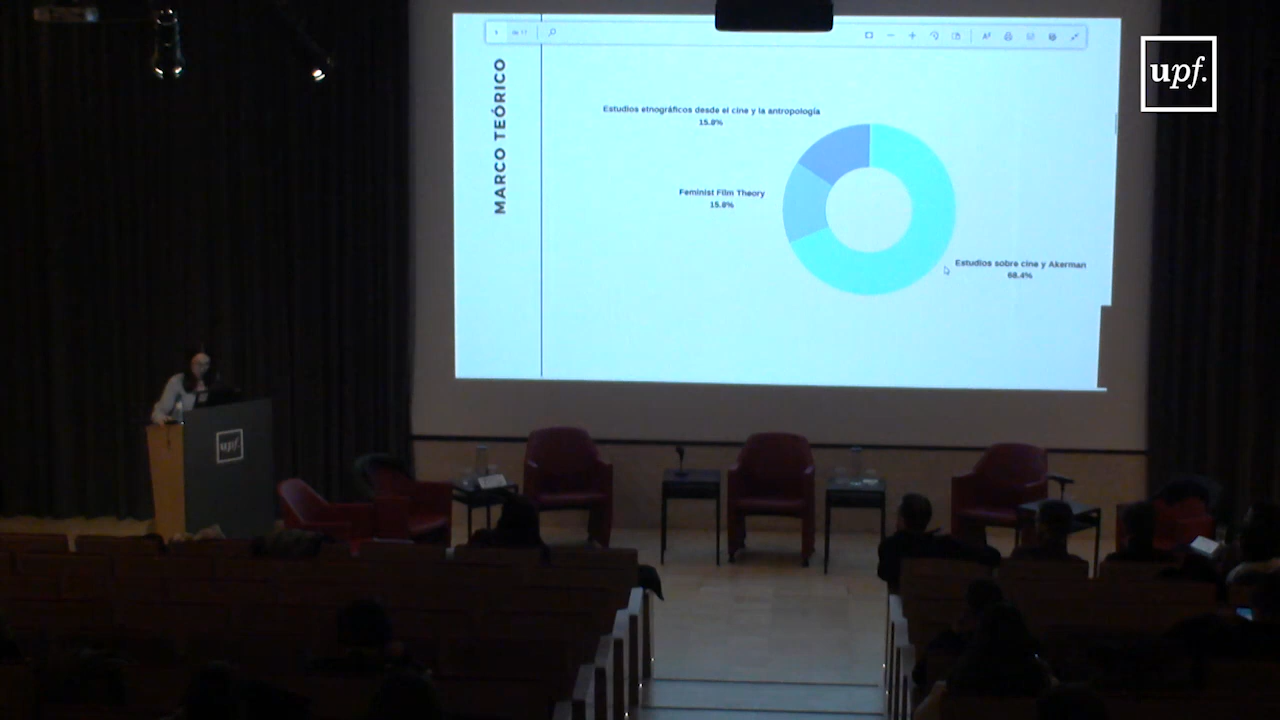 MARCO TEÓRICO
Estudios etnográficos desde el cine y la antropología
15.8%
Feminist Film Theory
15.8%
Estudios sobre cine y Akerman
68.4%
upf.
upf.